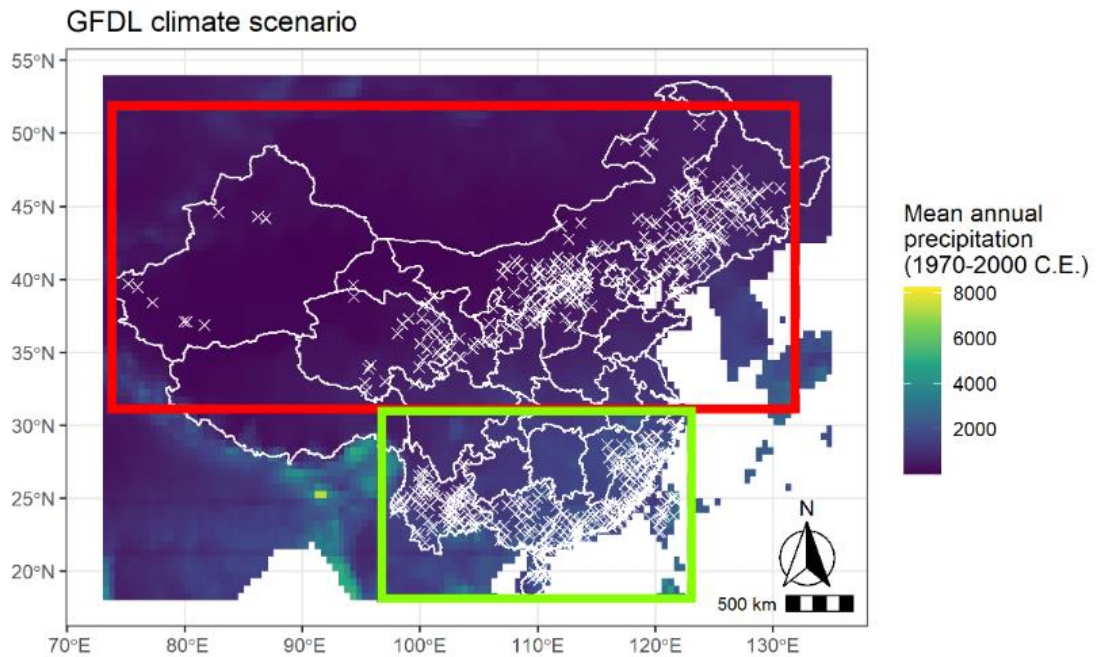 GFDL climate scenario
55°N
50°N
45°N
40°N
35°N
30°N
25°N
20°N
70°E
80°E
90°E
100°E
110°E
120°E
130°E
N
500 km
Mean annual
precipitation
(1970-2000 C.E.)
8000
6000
4000
2000